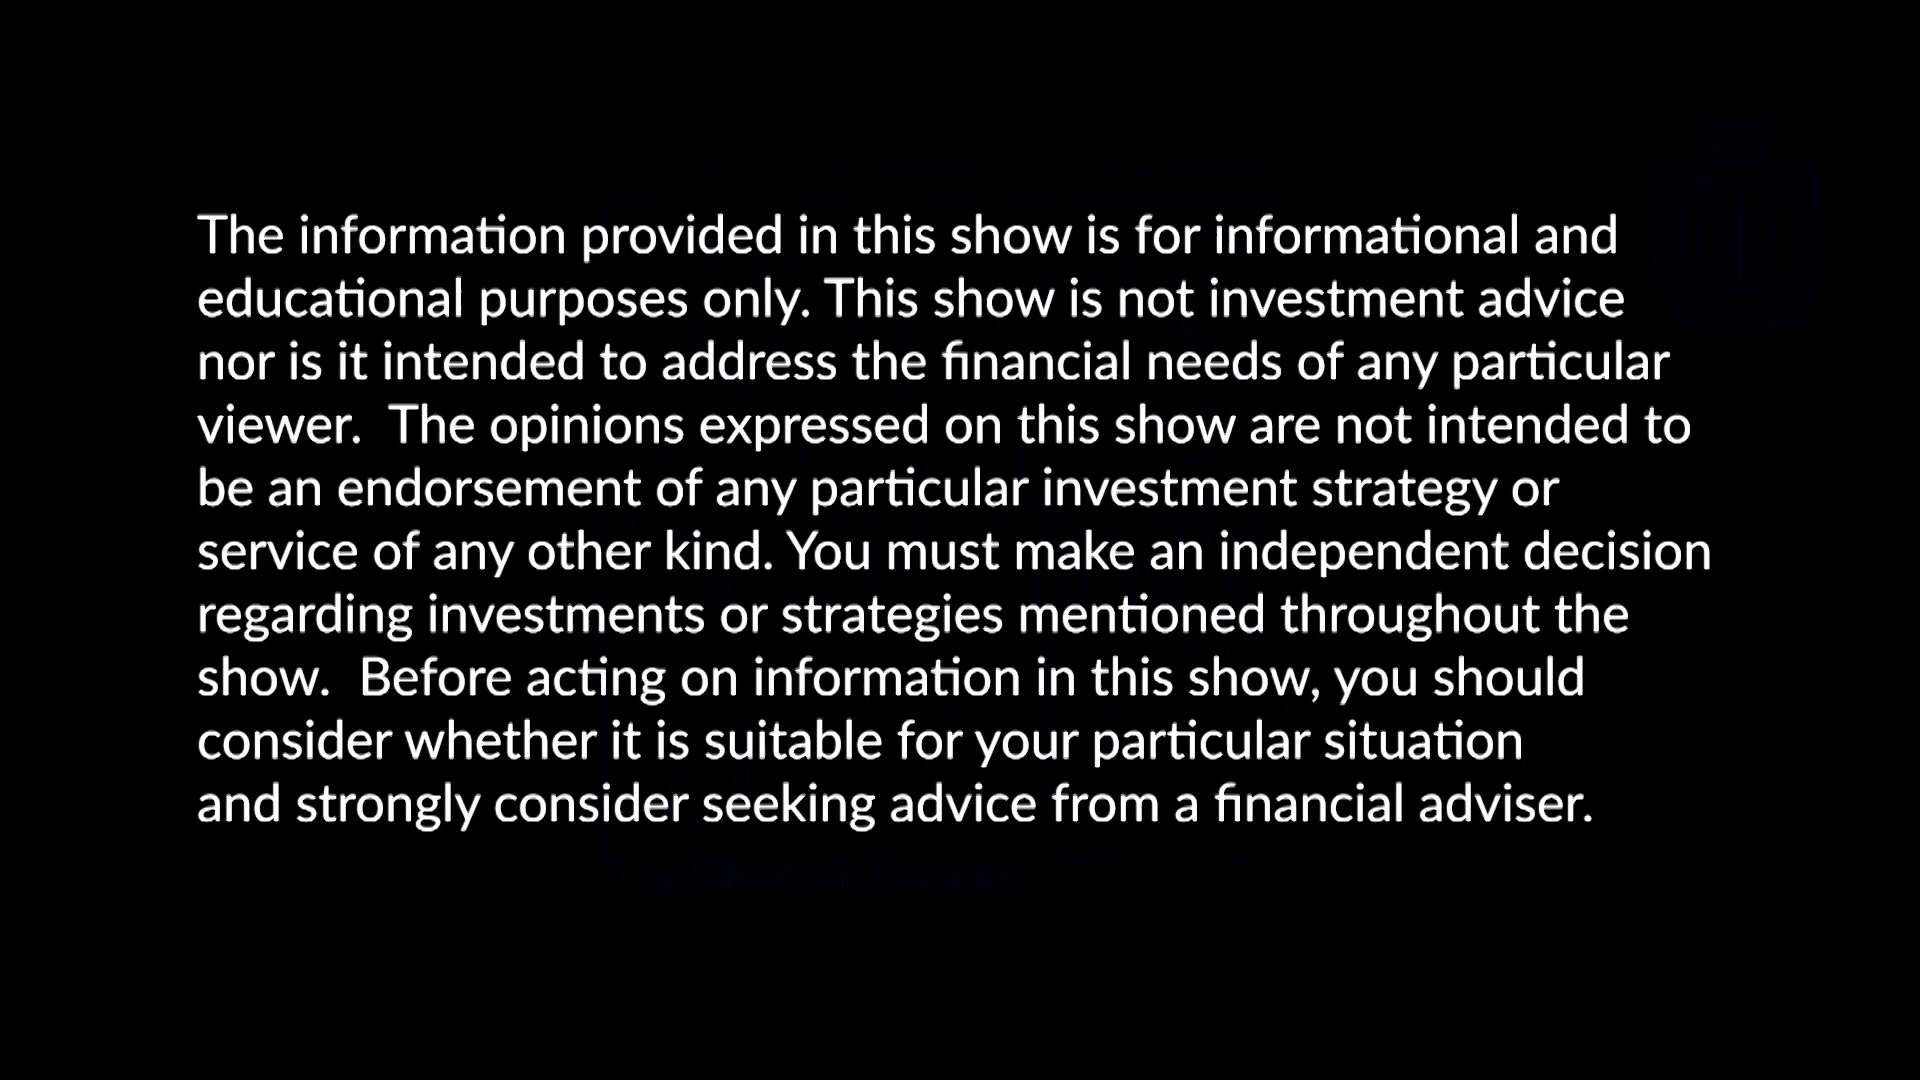 The information provided in this show is for informational and
educational purposes only. This show is not investment advice
nor is it intended to address the financial needs of any particular
viewer.  The opinions expressed on this show are not intended to
be an endorsement of any particular investment strategy or
service of any other kind. You must make an independent decision
regarding investments or strategies mentioned throughout the
show.  Before acting on information in this show, you should
consider whether it is suitable for your particular situation
and strongly consider seeking advice from a financial adviser.